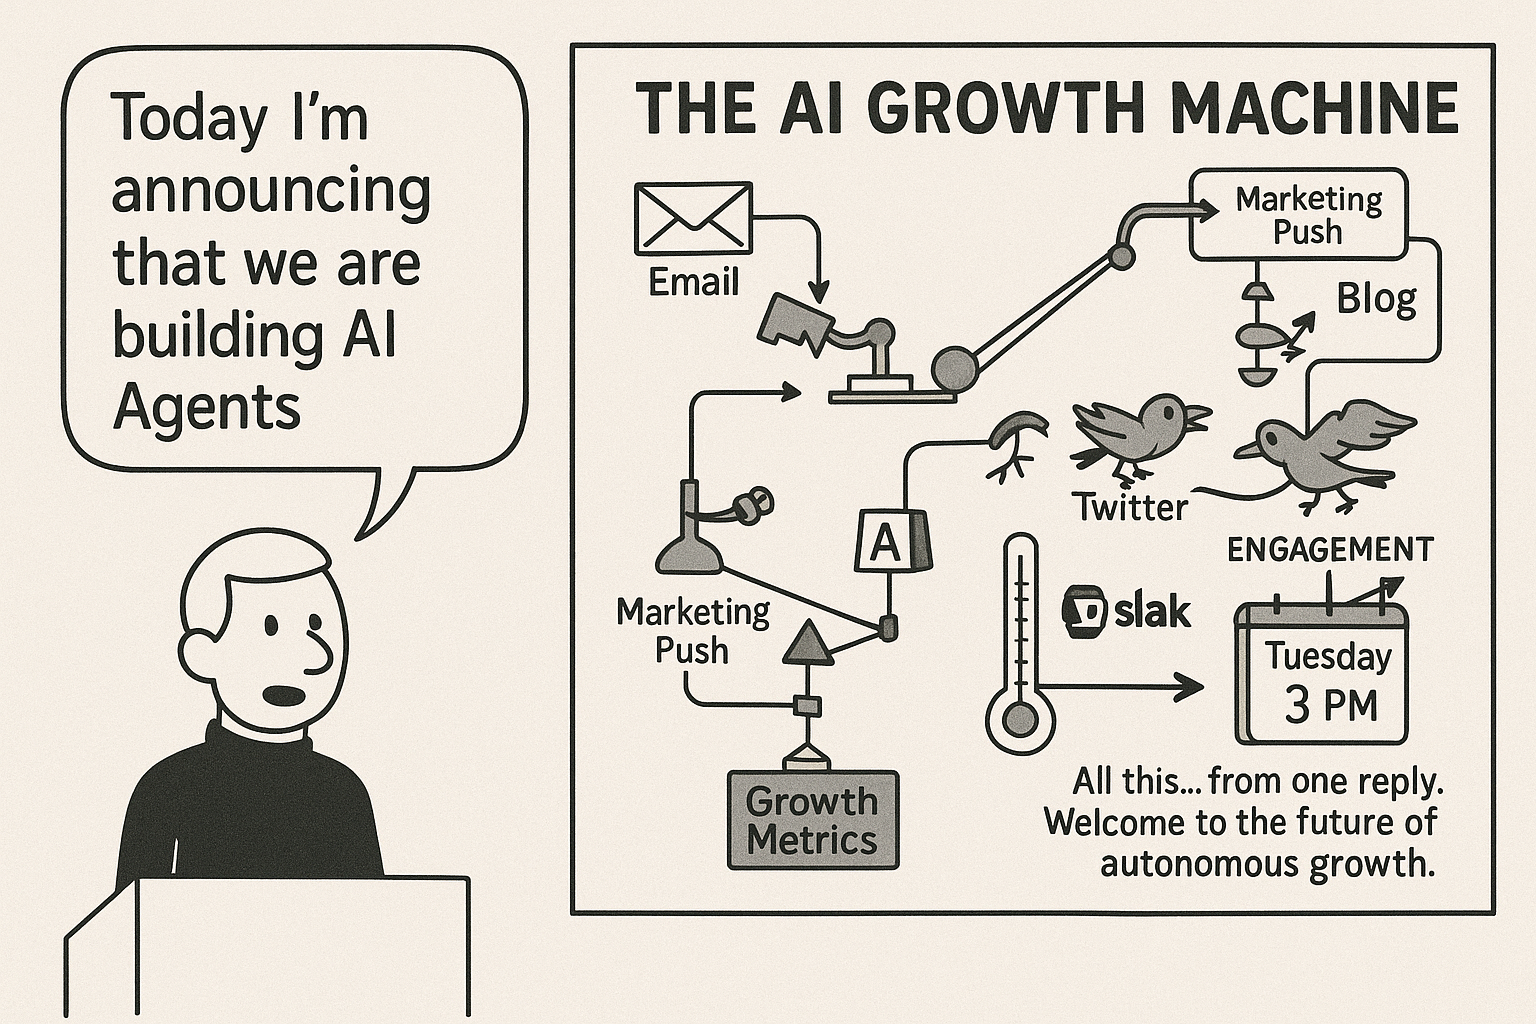 Today I'm
announcing
that we are
building AI
Agents
THE AI GROWTH MACHINE
Email
Marketing
Push
Blog
Twitter
A
ENGAGEMENT
slak
Tuesday
3 PM
Marketing
Push
Growth
Metrics
All this... from one reply.
Welcome to the future of
autonomous growth.